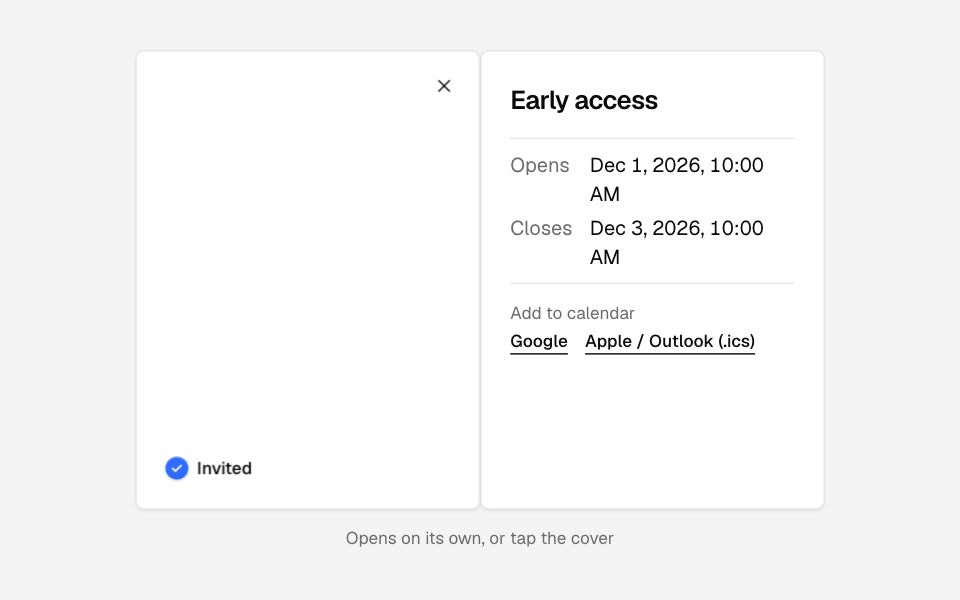 Invited
Early access
Opens Dec 1, 2026, 10:00
AM
Closes Dec 3, 2026, 10:00
AM
Add to calendar
Google Apple / Outlook (.ics)
Opens on its own, or tap the cover